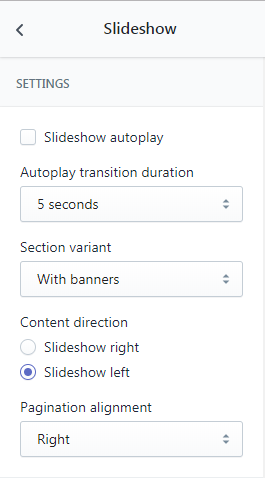 Slideshow
SETTINGS
Slideshow autoplay
Autoplay transition duration
5 seconds
Section variant
With banners
Content direction
Slideshow right
Slideshow left
Pagination alignment
Right